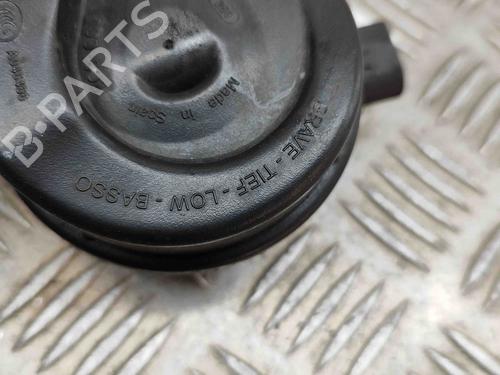 B-PARTS
Made
in Spain
GRAVE - TIEF - LOW - BASSO